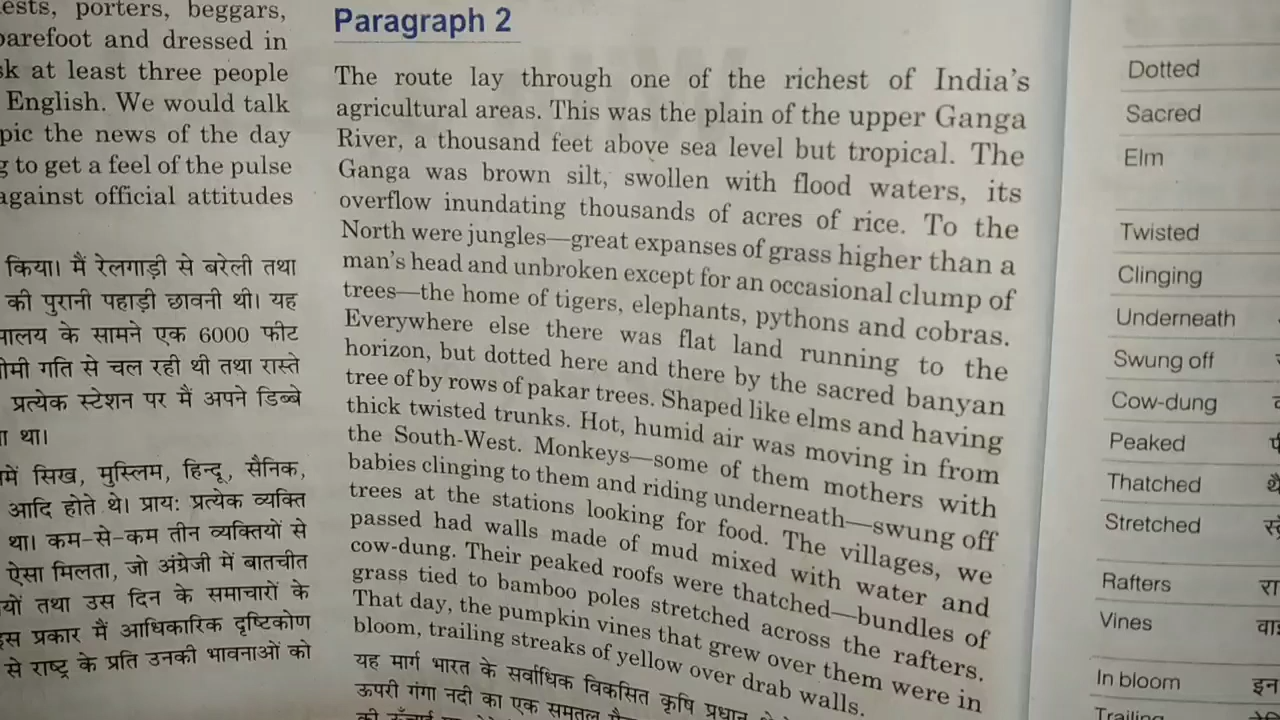 ests, porters, beggars,
barefoot and dressed in
sk at least three people
English. We would talk
pic the news of the day
g to get a feel of the pulse
against official attitudes
किया। मैं रेलगाड़ी से बरेली तथा
की पुरानी पहाड़ी छावनी थी। यह
पालय के सामने एक 6000 फीट
ीमी गति से चल रही थी तथा रास्ते
प्रत्येक स्टेशन पर मैं अपने डिब्बे
ा था।
में सिख, मुस्लिम, हिन्दू, सैनिक,
आदि होते थे। प्राय: प्रत्येक व्यक्ति
था। कम-से-कम तीन व्यक्तियों से
ऐसा मिलता, जो अंग्रेजी में बातचीत
यों तथा उस दिन के समाचारों के
इस प्रकार मैं आधिकारिक दृष्टिकोण
से राष्ट्र के प्रति उनकी भावनाओं को
Paragraph 2
The route lay through one of the richest of India's
agricultural areas. This was the plain of the upper Ganga
River, a thousand feet above sea level but tropical. The
Ganga was brown silt, swollen with flood waters, its
overflow inundating thousands of acres of rice. To the
North were jungles—great expanses of grass higher than a
man's head and unbroken except for an occasional clump of
trees—the home of tigers, elephants, pythons and cobras.
Everywhere else there was flat land running to the
horizon, but dotted here and there by the sacred banyan
tree of by rows of pakar trees. Shaped like elms and having
thick twisted trunks. Hot, humid air was moving in from
the South-West. Monkeys—some of them mothers with
babies clinging to them and riding underneath—swung off
trees at the stations looking for food. The villages, we
passed had walls made of mud mixed with water and
cow-dung. Their peaked roofs were thatched—bundles of
grass tied to bamboo poles stretched across the rafters.
That day, the pumpkin vines that grew over them were in
bloom, trailing streaks of yellow over drab walls.
यह मार्ग भारत के सर्वाधिक विकसित कृषि प्रधान
ऊपरी गंगा नदी का एक समतल
Dotted
Sacred
Elm
Twisted
Clinging
Underneath
Swung off
Cow-dung
Peaked
Thatched
Stretched
Rafters रा
Vines वाइ
In bloom इन
Trailing